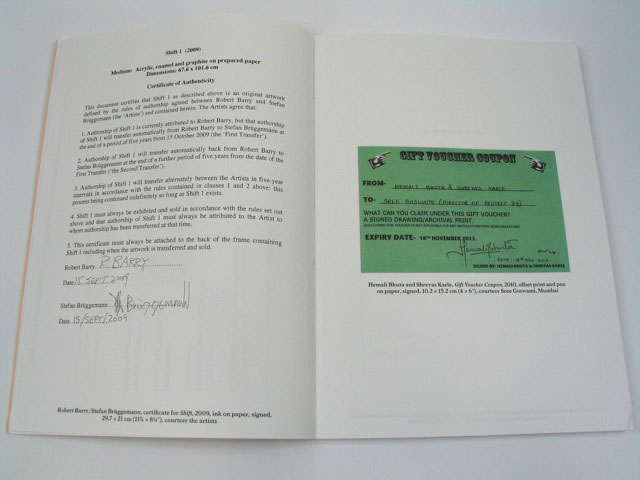 Shift 1 (2009)
Medium: Acrylic, enamel and graphite on prepared paper
Dimensions: 67.6 x 101.6 cm
Certificate of Authenticity
This document certifies that Shift 1 as described above is an original artwork
defined by the rules of authorship agreed between Robert Barry and Stefan
Brüggemann (the 'Artists') and contained herein. The Artists agree that:
1. Authorship of Shift 1 is currently attributed to Robert Barry, but that authorship
of Shift 1 will transfer automatically from Robert Barry to Stefan Brüggemann at
the end of a period of five years from 15 October 2009 (the 'First Transfer').
2. Authorship of Shift 1 will transfer automatically back from Robert Barry to
Stefan Brüggemann at the end of a further period of five years from the date of the
First Transfer ("the Second Transfer").
3. Authorship of Shift 1 will transfer alternately between the Artists in five-year
intervals in accordance with the rules contained in classes 1 and 2 above; this
process being continued indefinitely so long as Shift 1 exists.
4. Shift 1 must always be exhibited and sold in accordance with the rules set out
above and that authorship of Shift 1 must always be attributed to the Artist to
whom authorship has been transferred at that time.
5. This certificate must always be attached to the back of the frame containing
Shift 1 including when the artwork is transferred and sold.
Robert Barry R. BARRY
Date 15 SEPT 2009
Stefan Brüggemann
Date 15/SEPT/2009
Robert Barry/Stefan Brüggemann, certificate for Shift, 2009, ink on paper, signed,
29.7 × 21 cm (11¾ × 8¼"), courtesy the artists
GIFT VOUCHER COUPON
FROM- HEMALI BHUTA & SHREYAS KARLE
TO- SREE GOSWAMI (DIRECTOR OF PROJECT 88)
WHAT CAN YOU CLAIM UNDER THIS GIFT VOUCHER?
A SIGNED DRAWING/ARCHIVAL PRINT.
EXPIRY DATE- 18TH NOVEMBER 2015.
SIGNED BY- HEMALI BHUTA & SHREYAS KARLE
Hemali Bhuta and Shreyas Karle, Gift Voucher Coupon, 2010, offset print and pen
on paper, signed, 10.2 × 15.2 cm (4 × 6"), courtesy Sree Goswami, Mumbai